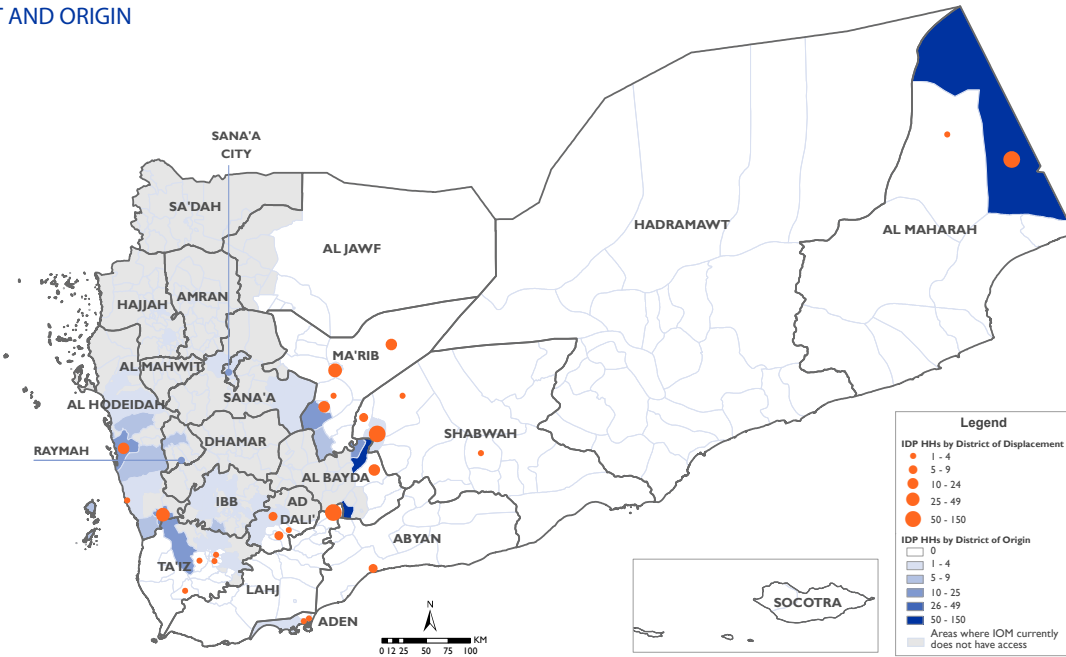 T AND ORIGIN
SANA'A
CITY
SA'DAH
AL JAWF
HADRAMAWT
AL MAHARAH
HAJJAH
AMRAN
MA'RIB
AL MAHWIT
SANA'A
AL HODEIDAH
DHAMAR
SHABWAH
RAYMAH
AL BAYDA
IBB
AD
DALI'
ABYAN
TA'IZ
LAHJ
ADEN
SOCOTRA
N
KM
0 12 25 50 75 100
Legend
IDP HHs by District of Displacement
1 - 4
5 - 9
10 - 24
25 - 49
50 - 150
IDP HHs by District of Origin
0
1 - 4
5 - 9
10 - 25
26 - 49
50 - 150
Areas where IOM currently
does not have access